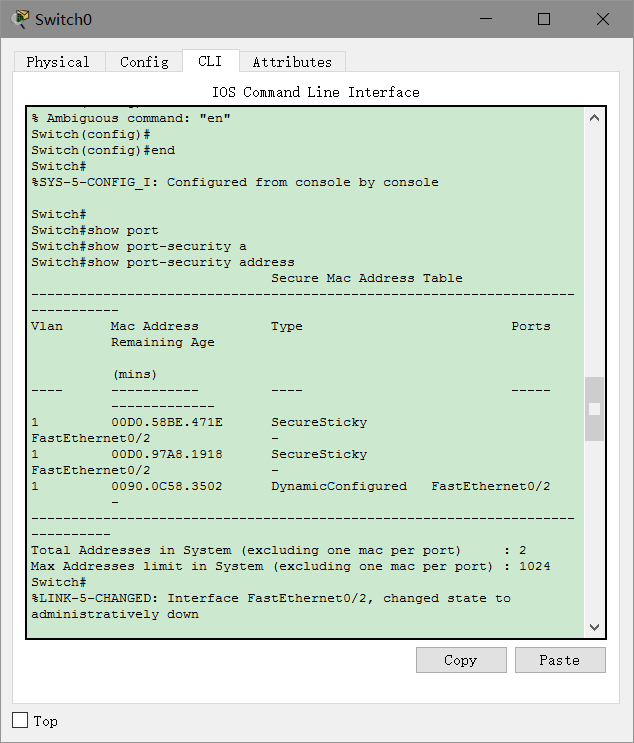 Switch0
Physical Config CLI Attributes
IOS Command Line Interface
% Ambiguous command: "en"
Switch(config)#
Switch(config)#end
Switch#
%SYS-5-CONFIG_I: Configured from console by console
Switch#
Switch#show port
Switch#show port-security a
Switch#show port-security address
Secure Mac Address Table
-----------------------------------------------------------------------
-----------
Vlan Mac Address Type Ports
Remaining Age
(mins)
---- ----------- ---- -----
-------------
1 00D0.58BE.471E SecureSticky
FastEthernet0/2 -
1 00D0.97A8.1918 SecureSticky
FastEthernet0/2 -
1 0090.0C58.3502 DynamicConfigured FastEthernet0/2
-
-----------------------------------------------------------------------
----------
Total Addresses in System (excluding one mac per port) : 2
Max Addresses limit in System (excluding one mac per port) : 1024
Switch#
%LINK-5-CHANGED: Interface FastEthernet0/2, changed state to
administratively down
Copy Paste
Top